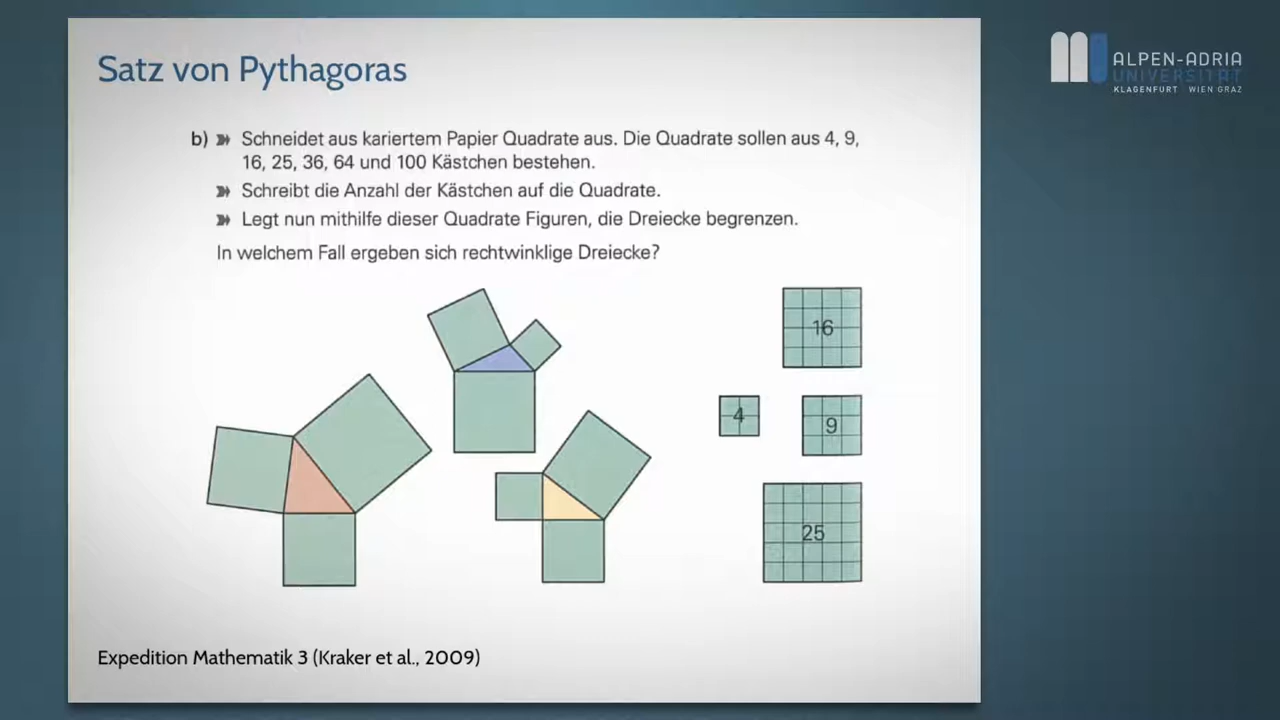 Satz von Pythagoras
ALPEN-ADRIA
UNIVERSITÄT
KLAGENFURT WIEN GRAZ
b) Schneidet aus kariertem Papier Quadrate aus. Die Quadrate sollen aus 4, 9,
16, 25, 36, 64 und 100 Kästchen bestehen.
Schreibt die Anzahl der Kästchen auf die Quadrate.
Legt nun mithilfe dieser Quadrate Figuren, die Dreiecke begrenzen.
In welchem Fall ergeben sich rechtwinklige Dreiecke?
16
4
9
25
Expedition Mathematik 3 (Kraker et al., 2009)